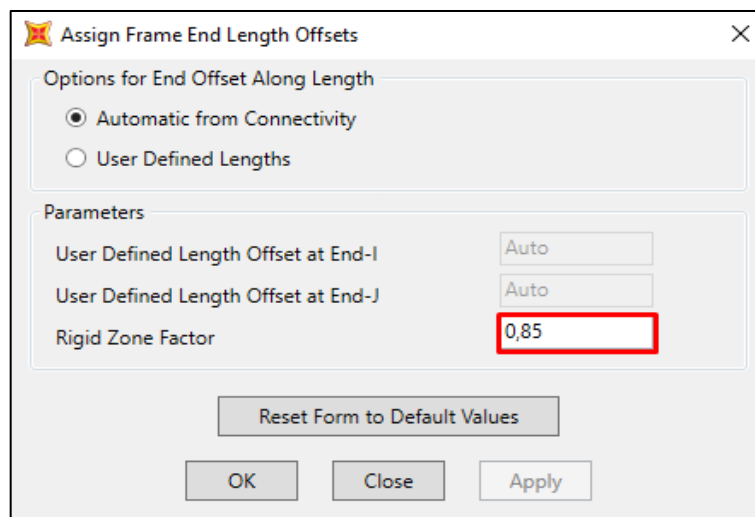 Assign Frame End Length Offsets
Options for End Offset Along Length
Automatic from Connectivity
User Defined Lengths
Parameters
User Defined Length Offset at End-I
Auto
User Defined Length Offset at End-J
Auto
Rigid Zone Factor
0,85
Reset Form to Default Values
OK
Close
Apply